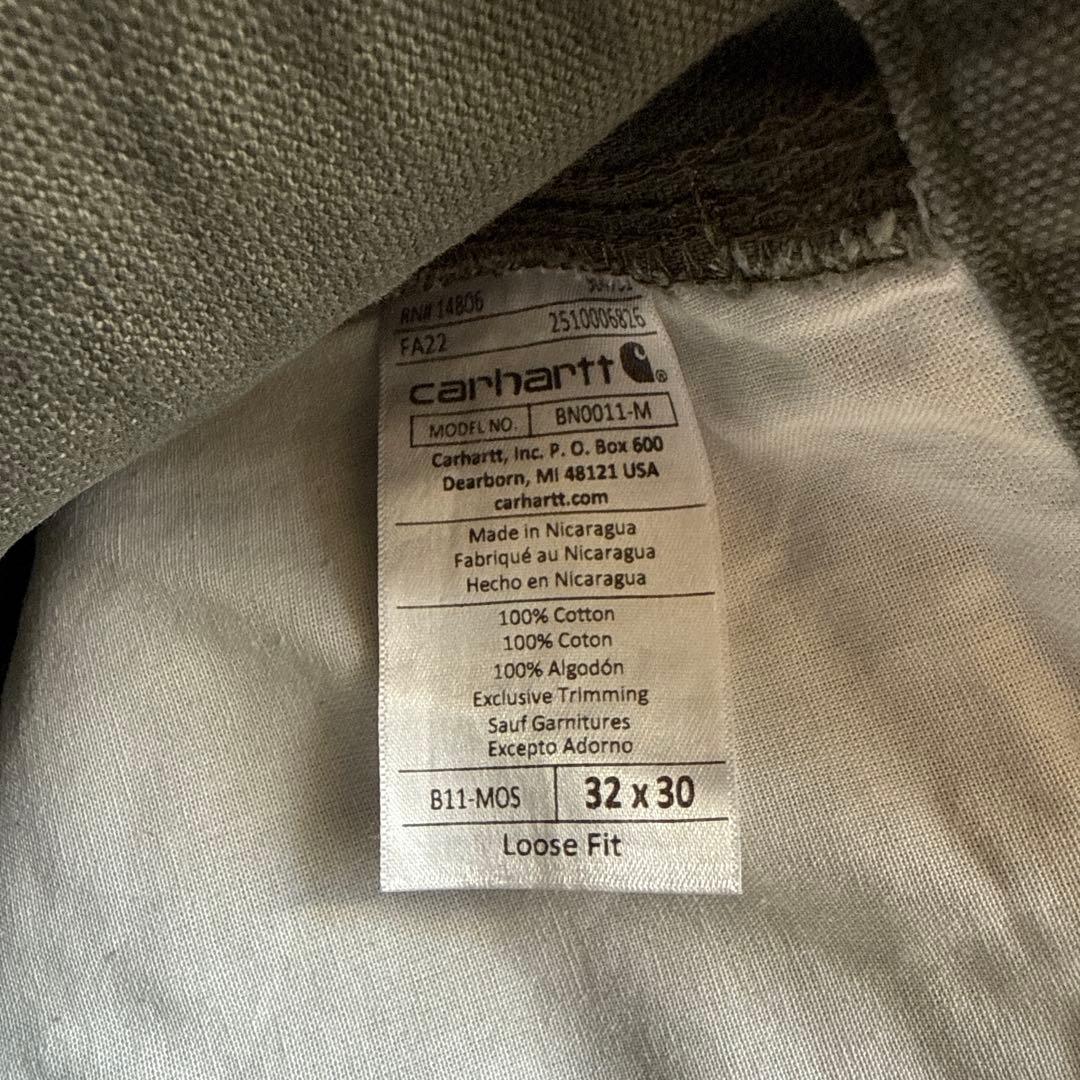 RN# 14806
FA22 2510006826
carhartt ®
MODEL NO. BN0011-M
Carhartt, Inc. P. O. Box 600
Dearborn, MI 48121 USA
carhartt.com
Made in Nicaragua
Fabriqué au Nicaragua
Hecho en Nicaragua
100% Cotton
100% Coton
100% Algodón
Exclusive Trimming
Sauf Garnitures
Excepto Adorno
B11-MOS 32 x 30
Loose Fit